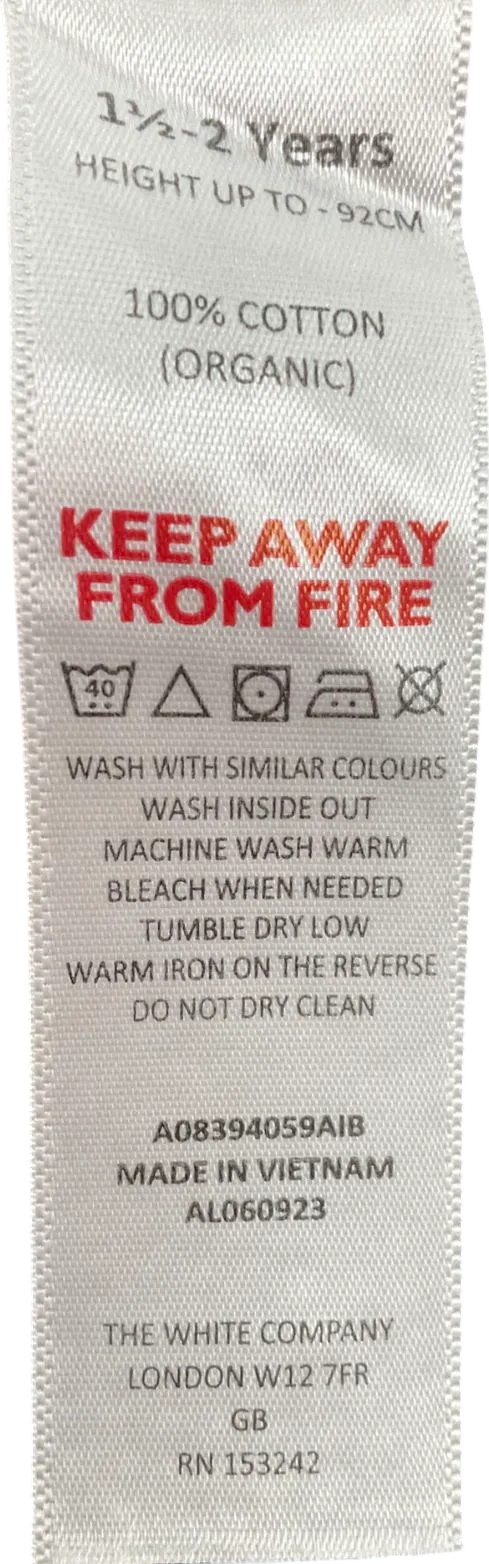 1½-2 Years
HEIGHT UP TO - 92CM
100% COTTON
(ORGANIC)
KEEP AWAY
FROM FIRE
40
WASH WITH SIMILAR COLOURS
WASH INSIDE OUT
MACHINE WASH WARM
BLEACH WHEN NEEDED
TUMBLE DRY LOW
WARM IRON ON THE REVERSE
DO NOT DRY CLEAN
A08394059AIB
MADE IN VIETNAM
AL060923
THE WHITE COMPANY
LONDON W12 7FR
GB
RN 153242